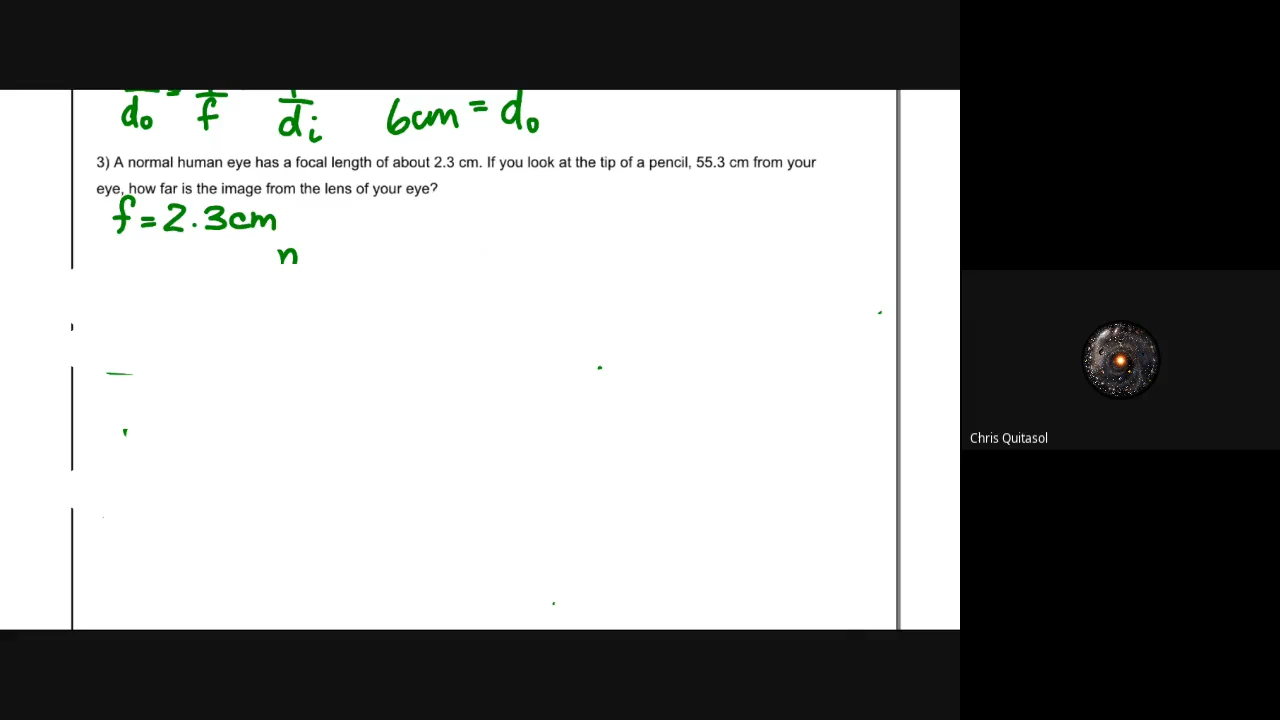 do = f di 6cm = do
3) A normal human eye has a focal length of about 2.3 cm. If you look at the tip of a pencil, 55.3 cm from your
eye, how far is the image from the lens of your eye?
f = 2.3cm
n
Chris Quitasol